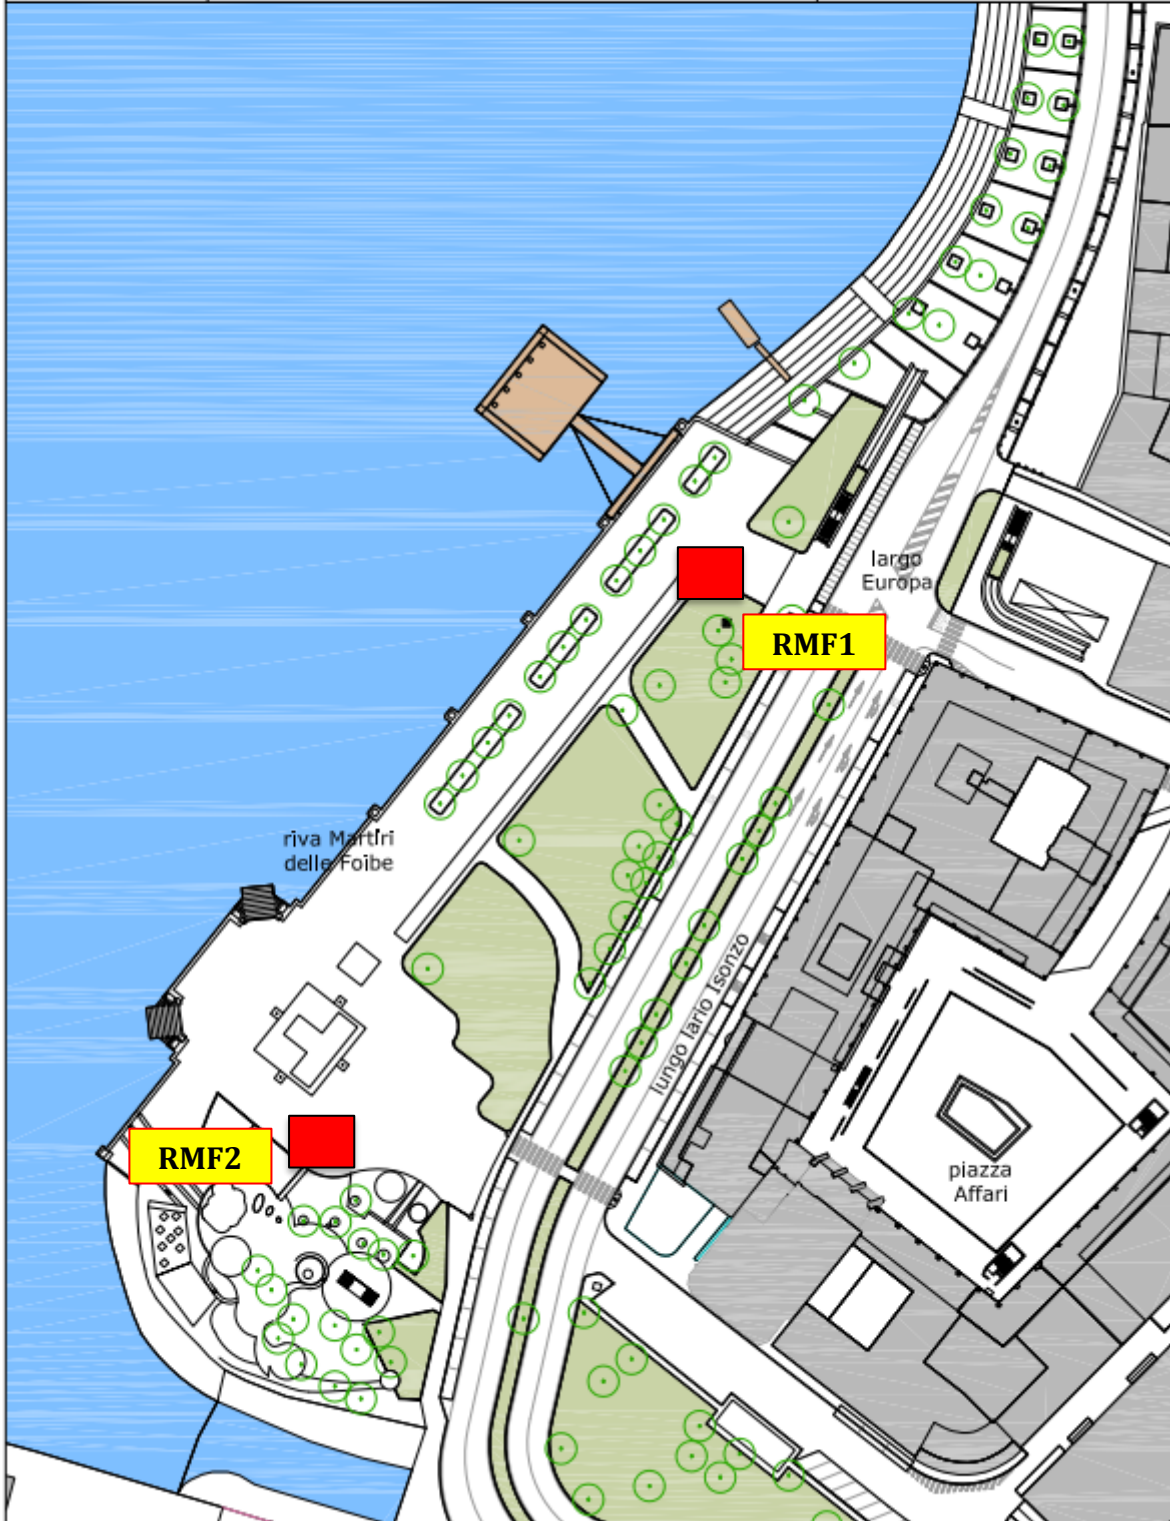 largo
Europa
RMF1
riva Martiri
delle Foibe
lungo lario Isonzo
RMF2
piazza
Affari